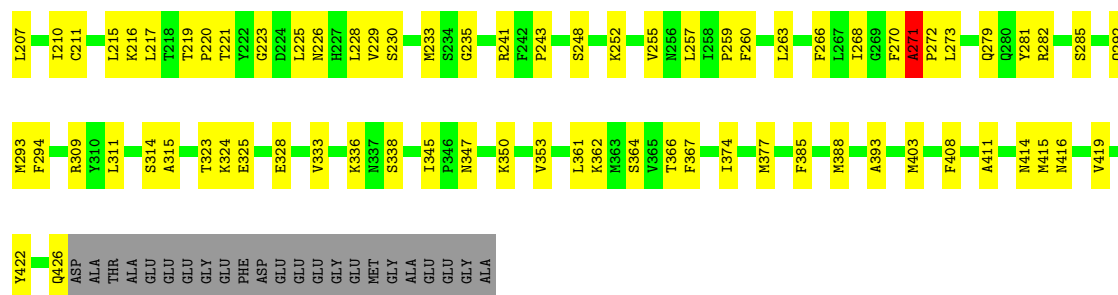 L207 I210 C211 L215 K216 L217 T218 T219 P220 T221 Y222 G223 D224 L225 N226 H227 L228 V229 S230 M233 S234 G235 R241 F242 P243 S248 K252 V255 N256 L257 I258 P259 F260 L263 F266 L267 I268 G269 F270 A271 P272 L273 Q279 Q280 Y281 R282 S285 Q292
M293 F294 R309 Y310 L311 S314 A315 T323 K324 E325 E328 V333 K336 N337 S338 I345 P346 N347 K350 V353 L361 K362 M363 S364 V365 T366 F367 I374 M377 F385 M388 A393 M403 F408 A411 N414 M415 N416 V419
Y422 Q426 ASP ALA THR ALA GLU GLU GLU GLY GLU PHE ASP GLU GLU GLU GLY GLU MET GLY ALA GLU GLU GLY ALA